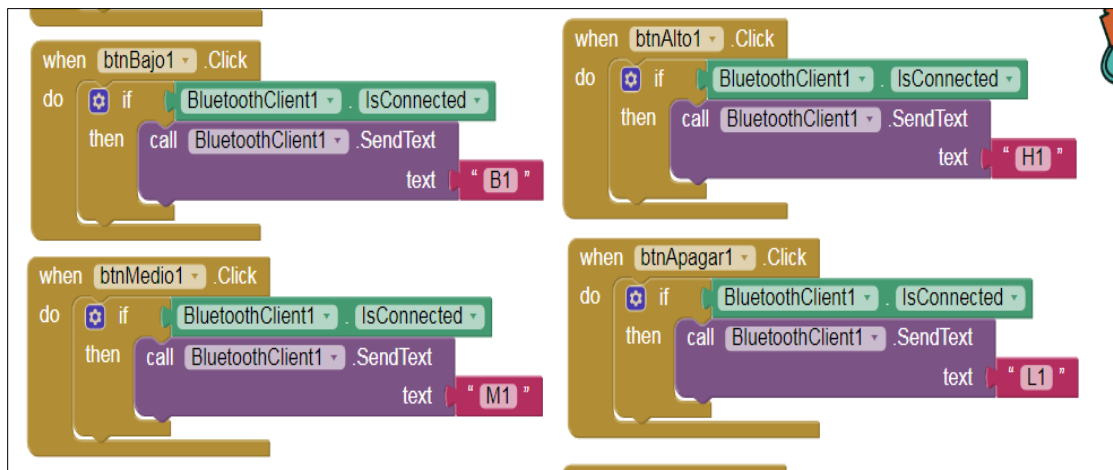 when btnBajo1 .Click
do if BluetoothClient1 . IsConnected
then call BluetoothClient1 .SendText
text " B1 "
when btnMedio1 .Click
do if BluetoothClient1 . IsConnected
then call BluetoothClient1 .SendText
text " M1 "
when btnAlto1 .Click
do if BluetoothClient1 . IsConnected
then call BluetoothClient1 .SendText
text " H1 "
when btnApagar1 .Click
do if BluetoothClient1 . IsConnected
then call BluetoothClient1 .SendText
text " L1 "